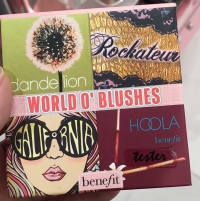 Rockateur
dandelion
WORLD O' BLUSHES
CALIFORNIA
HOOLA
benefit
tester
benefit